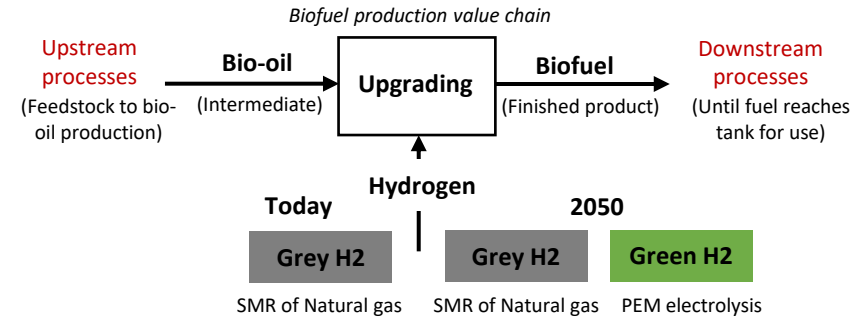 Biofuel production value chain
Upstream
processes
(Feedstock to bio-
oil production)
Bio-oil
(Intermediate)
Upgrading
Biofuel
(Finished product)
Downstream
processes
(Until fuel reaches
tank for use)
Hydrogen
Today
2050
Grey H2
Grey H2
Green H2
SMR of Natural gas
SMR of Natural gas
PEM electrolysis